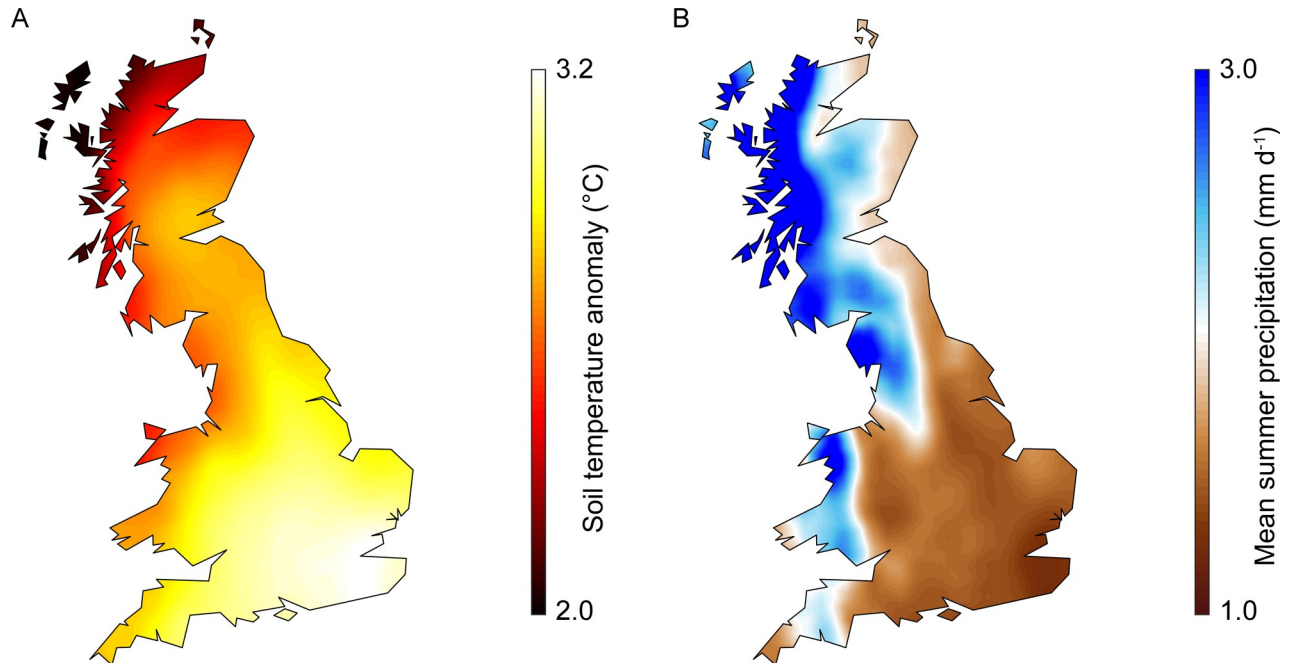 A
3.2
Soil temperature anomaly (°C)
2.0
B
3.0
Mean summer precipitation (mm d⁻¹)
1.0